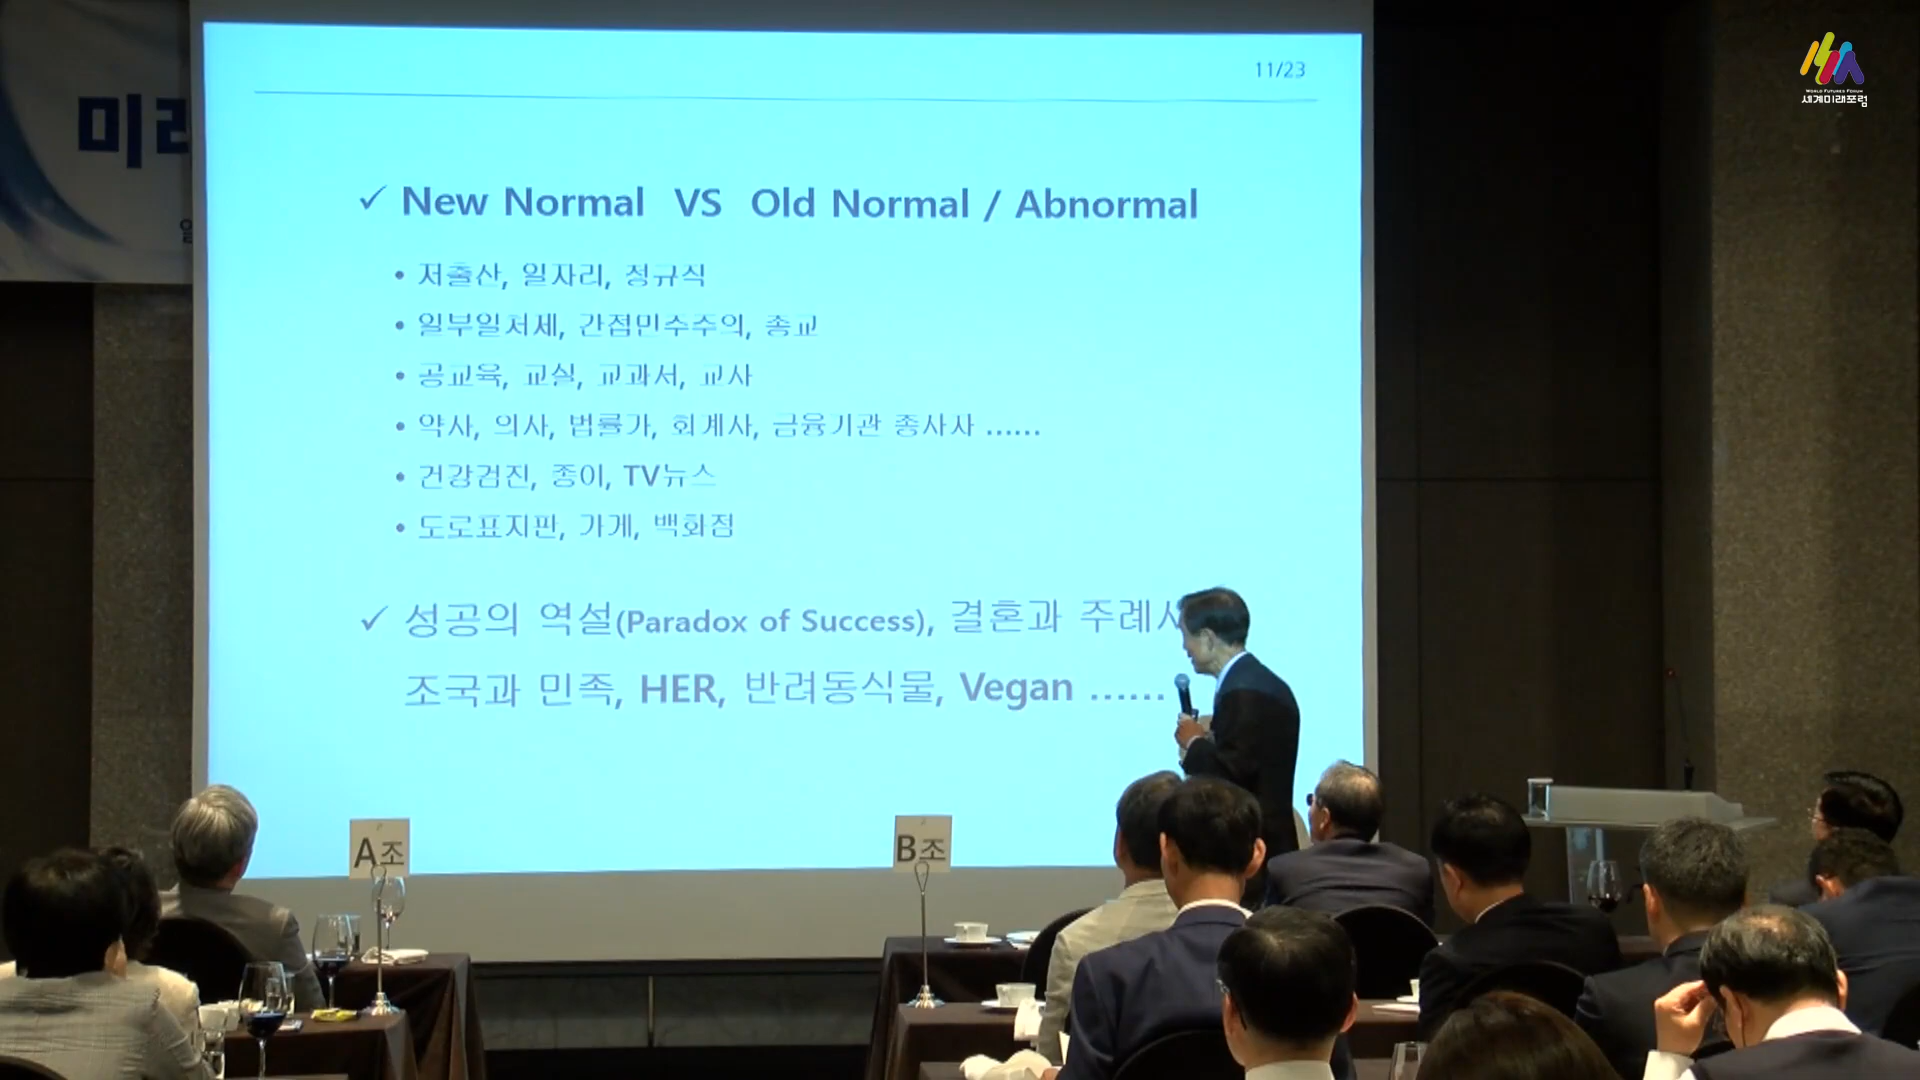 11/23
WORLD FUTURES FORUM
세계미래포럼
✓ New Normal VS Old Normal / Abnormal
• 저출산, 일자리, 정규직
• 일부일처제, 간접민주주의, 종교
• 공교육, 교실, 교과서, 교사
• 약사, 의사, 법률가, 회계사, 금융기관 종사사 ……
• 건강검진, 종이, TV뉴스
• 도로표지판, 가게, 백화점
✓ 성공의 역설(Paradox of Success), 결혼과 주례
조국과 민족, HER, 반려동식물, Vegan ……
A조
B조